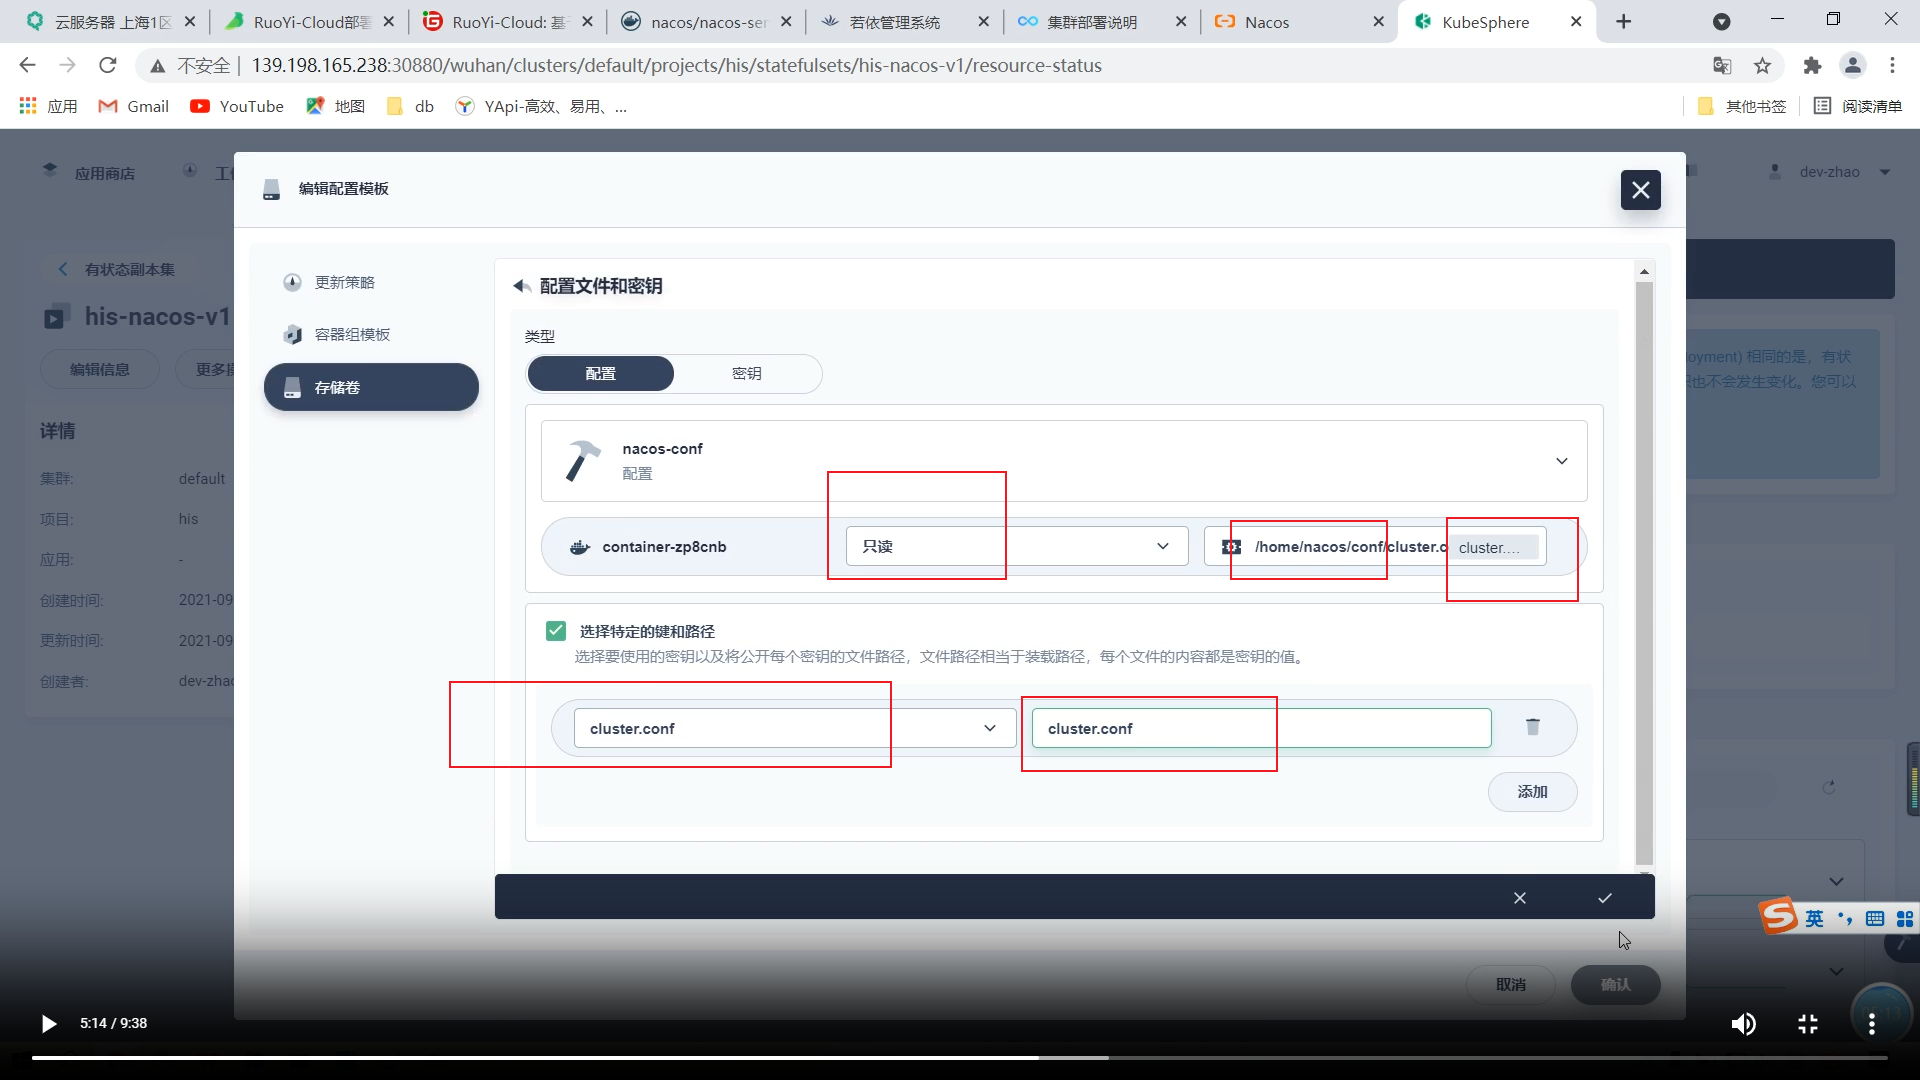 云服务器 上海1区
RuoYi-Cloud部署
RuoYi-Cloud: 基于
nacos/nacos-ser
若依管理系统
集群部署说明
Nacos
KubeSphere
不安全
139.198.165.238:30880/wuhan/clusters/default/projects/his/statefulsets/his-nacos-v1/resource-status
应用
Gmail
YouTube
地图
db
YApi-高效、易用、...
其他书签
阅读清单
应用商店
dev-zhao
编辑配置模板
有状态副本集
his-nacos-v1
编辑信息
更多操
详情
集群:
default
项目:
his
应用:
-
创建时间:
2021-09
更新时间:
2021-09
创建者:
dev-zhao
更新策略
容器组模板
存储卷
配置文件和密钥
类型
配置
密钥
nacos-conf
配置
container-zp8cnb
只读
/home/nacos/conf/cluster.c
cluster....
选择特定的键和路径
选择要使用的密钥以及将公开每个密钥的文件路径，文件路径相当于装载路径，每个文件的内容都是密钥的值。
cluster.conf
cluster.conf
添加
oyment) 相同的是，有状
也不会发生变化。您可以
取消
确认
英
5:14 / 9:38